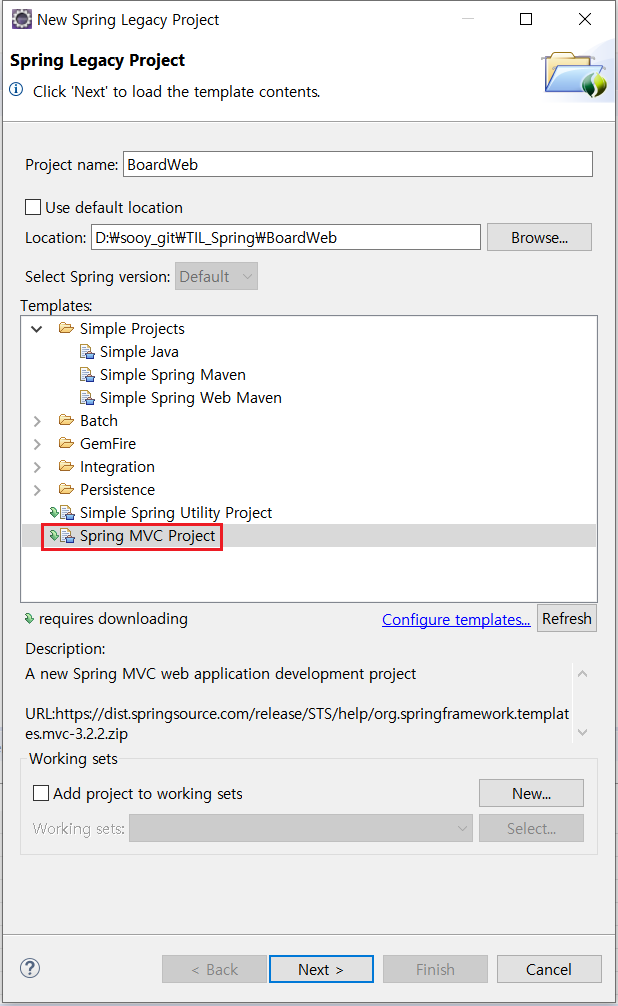 New Spring Legacy Project
Spring Legacy Project
Click 'Next' to load the template contents.
Project name: BoardWeb
Use default location
Location: D:₩sooy_git₩TIL_Spring₩BoardWeb Browse...
Select Spring version: Default
Templates:
Simple Projects
Simple Java
Simple Spring Maven
Simple Spring Web Maven
Batch
GemFire
Integration
Persistence
Simple Spring Utility Project
Spring MVC Project
requires downloading Configure templates... Refresh
Description:
A new Spring MVC web application development project
URL:https://dist.springsource.com/release/STS/help/org.springframework.templat
es.mvc-3.2.2.zip
Working sets
Add project to working sets New...
Working sets: Select...
? < Back Next > Finish Cancel